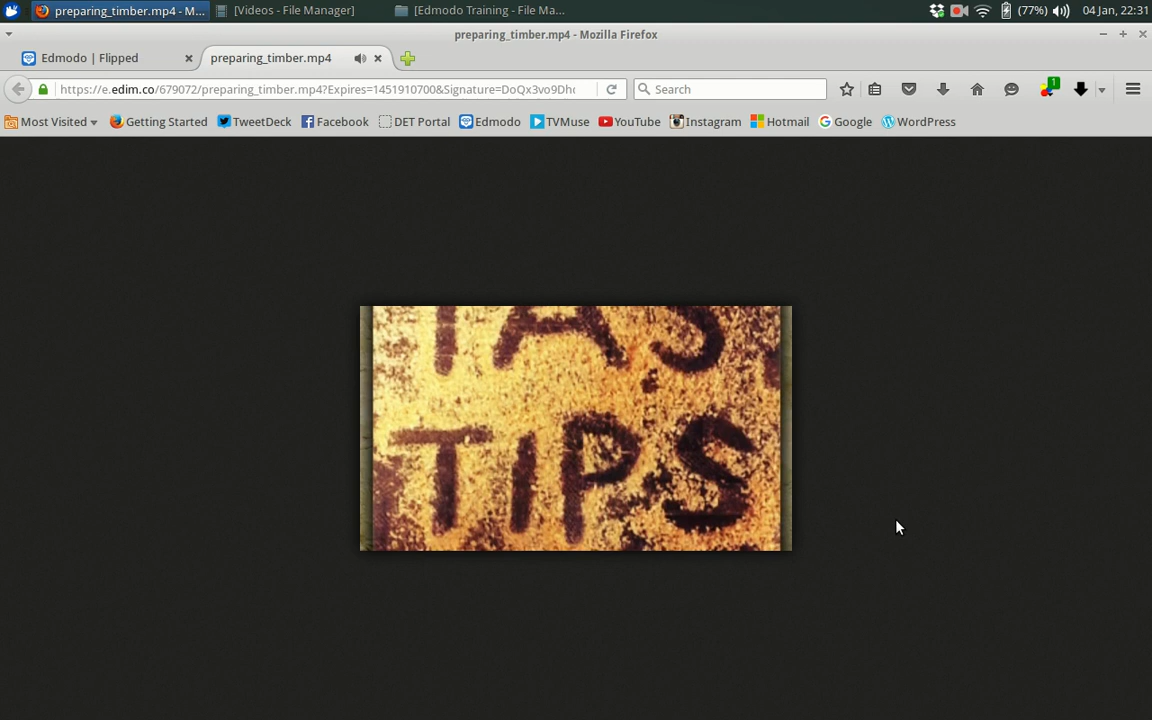 preparing_timber.mp4 - M...
[Videos - File Manager]
[Edmodo Training - File Ma...
(77%)
04 Jan, 22:31
preparing_timber.mp4 - Mozilla Firefox
Edmodo | Flipped
preparing_timber.mp4
1
https://e.edim.co/679072/preparing_timber.mp4?Expires=1451910700&Signature=DoQx3vo9Dh
Search
Most Visited
Getting Started
TweetDeck
Facebook
DET Portal
Edmodo
TVMuse
YouTube
Instagram
Hotmail
Google
WordPress
TAS
TIPS